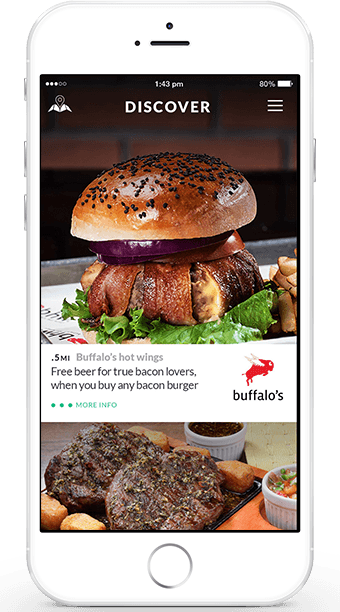 1:43 pm
80%
DISCOVER
.5MI Buffalo's hot wings
Free beer for true bacon lovers,
when you buy any bacon burger
MORE INFO
buffalo's